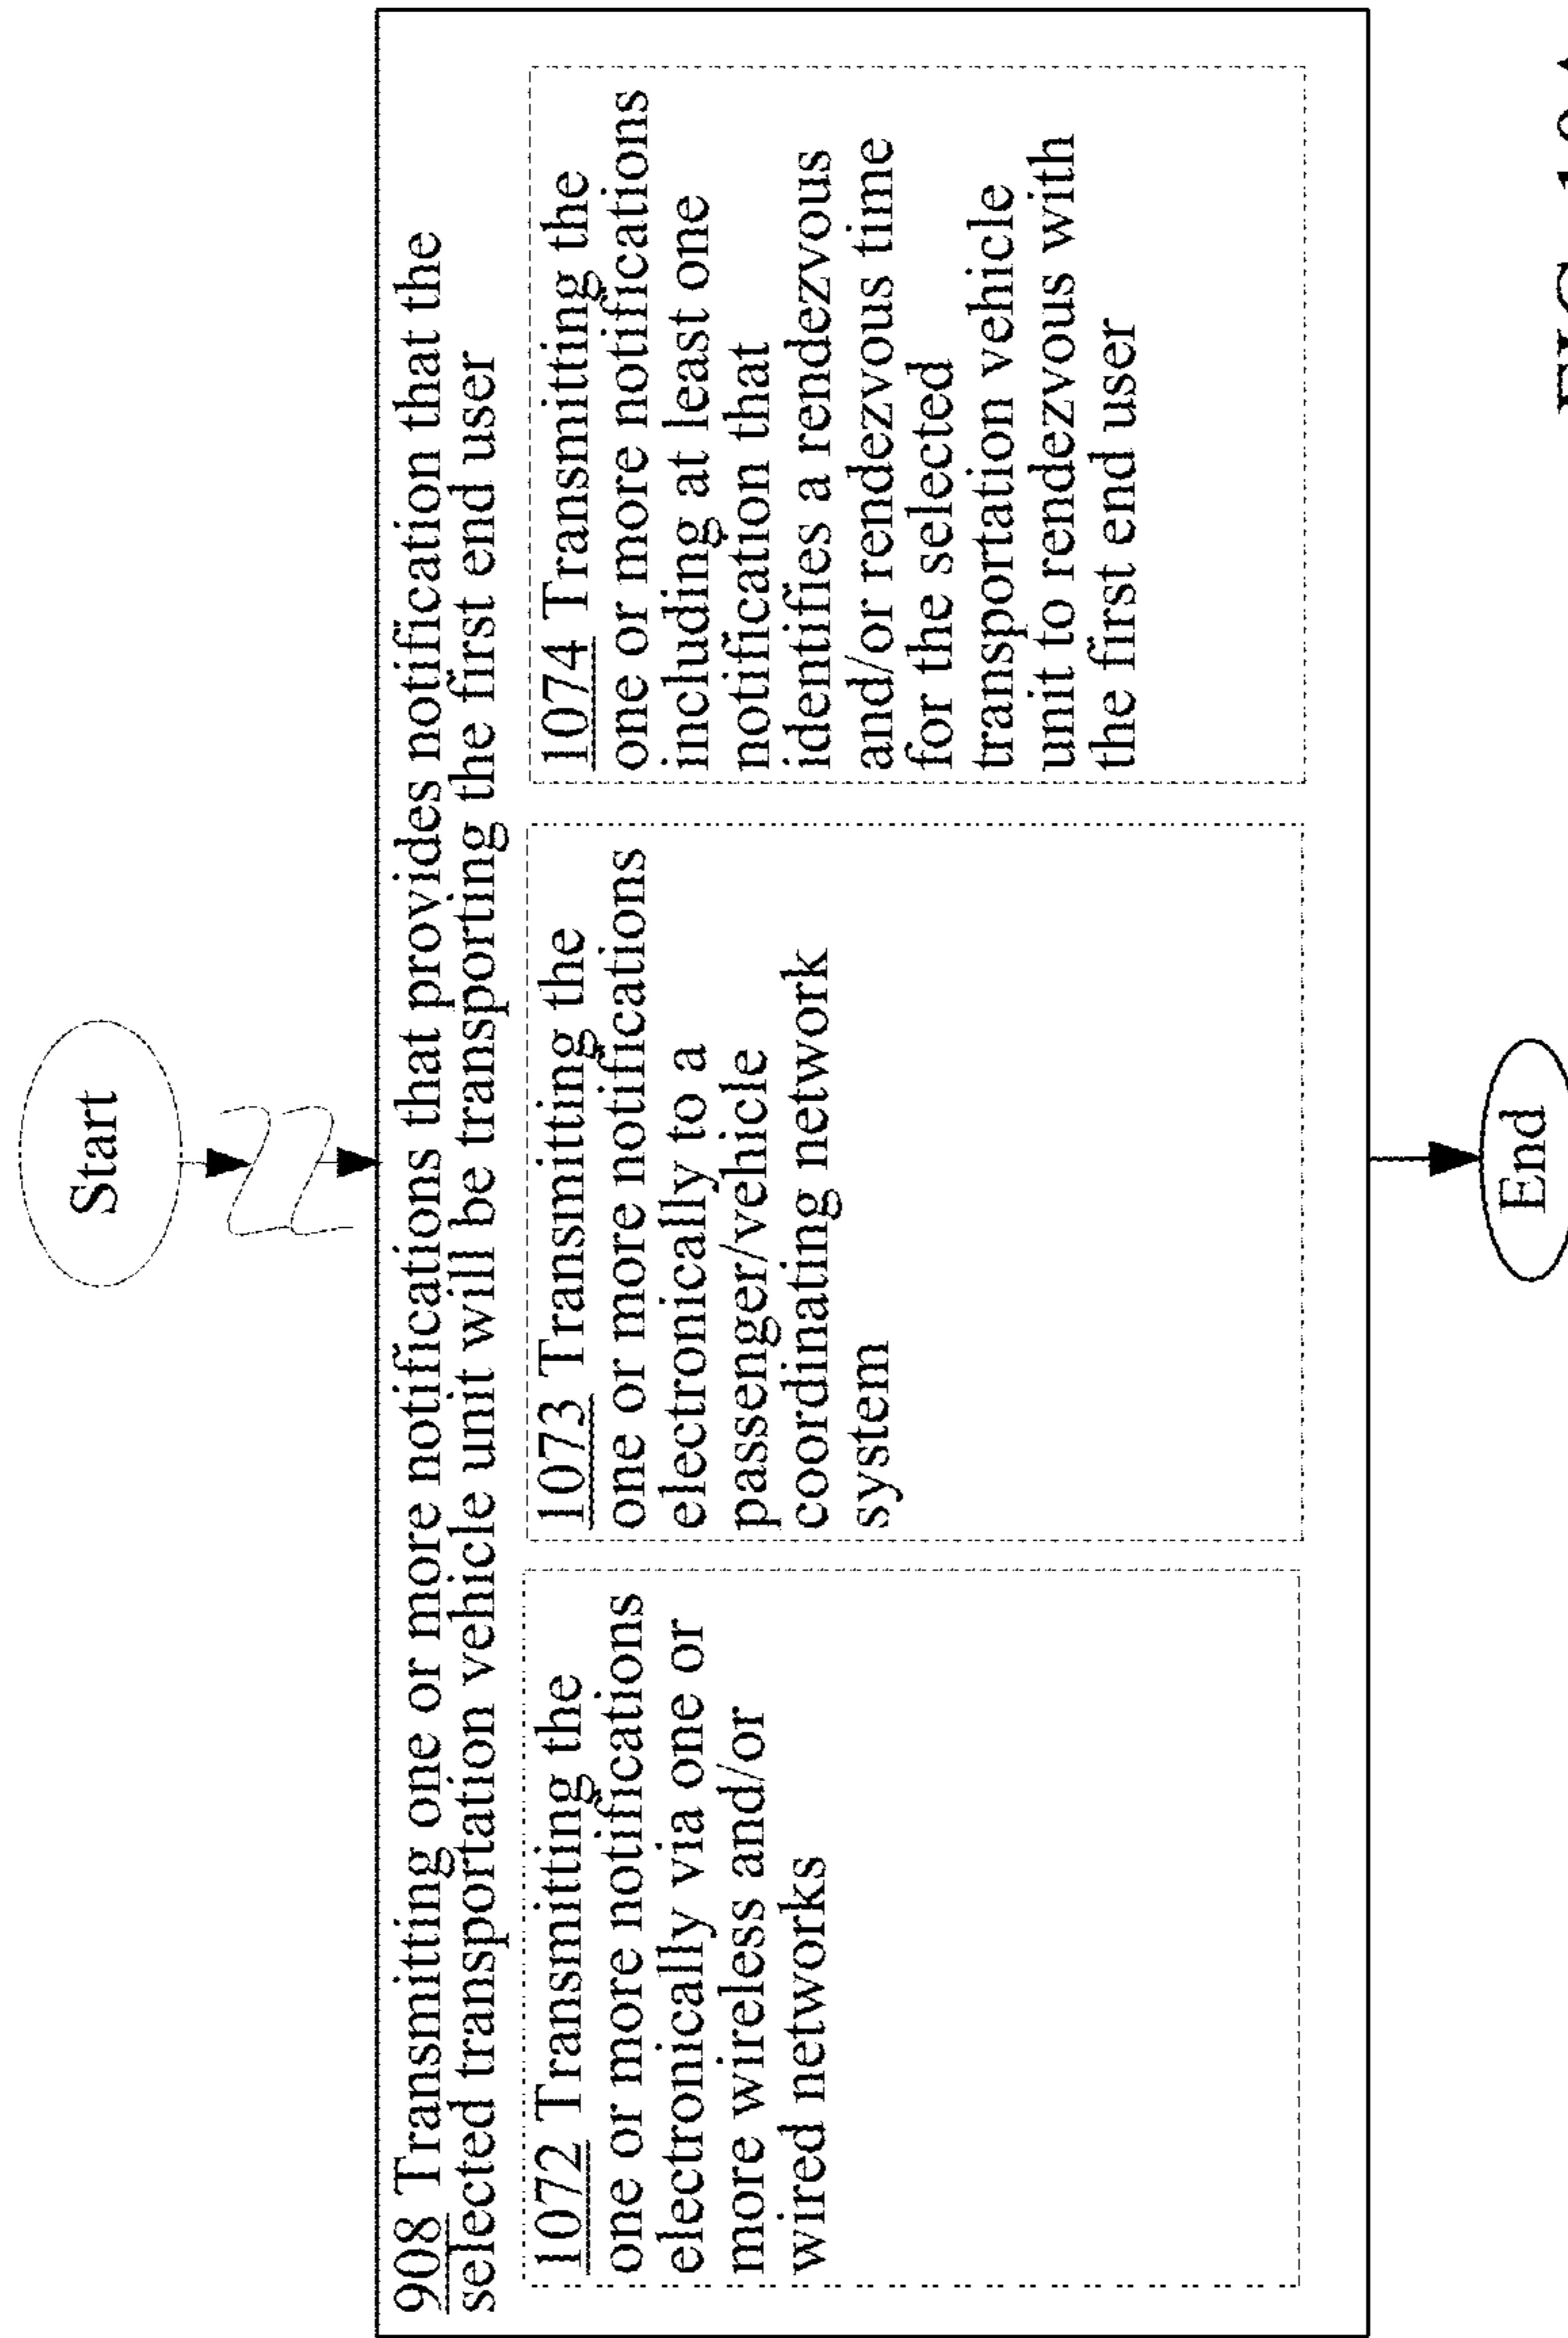 Start
908 Transmitting one or more notifications that provides notification that the
selected transportation vehicle unit will be transporting the first end user
1072 Transmitting the
one or more notifications
electronically via one or
more wireless and/or
wired networks
1073 Transmitting the
one or more notifications
electronically to a
passenger/vehicle
coordinating network
system
1074 Transmitting the
one or more notifications
including at least one
notification that
identifies a rendezvous
and/or rendezvous time
for the selected
transportation vehicle
unit to rendezvous with
the first end user
End